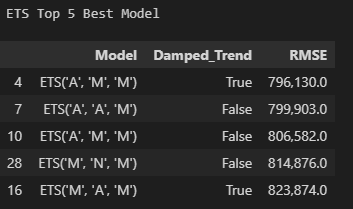 ETS Top 5 Best Model
Model Damped_Trend RMSE
4 ETS('A', 'M', 'M') True 796,130.0
7 ETS('A', 'A', 'M') False 799,903.0
10 ETS('A', 'M', 'M') False 806,582.0
28 ETS('M', 'N', 'M') False 814,876.0
16 ETS('M', 'A', 'M') True 823,874.0